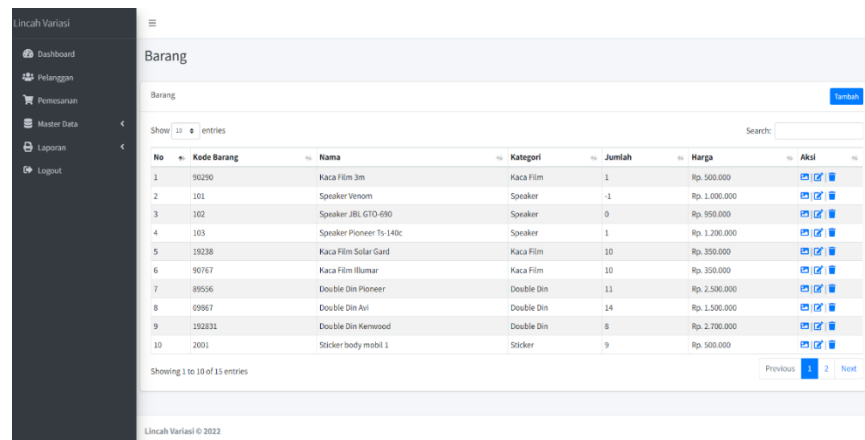 Lincah Variasi
Dashboard
Pelanggan
Pemesanan
Master Data
Laporan
Logout
Barang
Barang
Tambah
Show 10 entries
Search:
No Kode Barang Nama Kategori Jumlah Harga Aksi
1 90290 Kaca Film 3m Kaca Film 1 Rp. 500.000
2 101 Speaker Venom Speaker -1 Rp. 1.000.000
3 102 Speaker JBL GTO-690 Speaker 0 Rp. 950.000
4 103 Speaker Pioneer Ts-140c Speaker 1 Rp. 1.200.000
5 19238 Kaca Film Solar Gard Kaca Film 10 Rp. 350.000
6 90767 Kaca Film Illumar Kaca Film 10 Rp. 350.000
7 89556 Double Din Pioneer Double Din 11 Rp. 2.500.000
8 09867 Double Din Avi Double Din 14 Rp. 1.500.000
9 192831 Double Din Kenwood Double Din 8 Rp. 2.700.000
10 2001 Sticker body mobil 1 Sticker 9 Rp. 500.000
Showing 1 to 10 of 15 entries
Previous 1 2 Next
Lincah Variasi © 2022